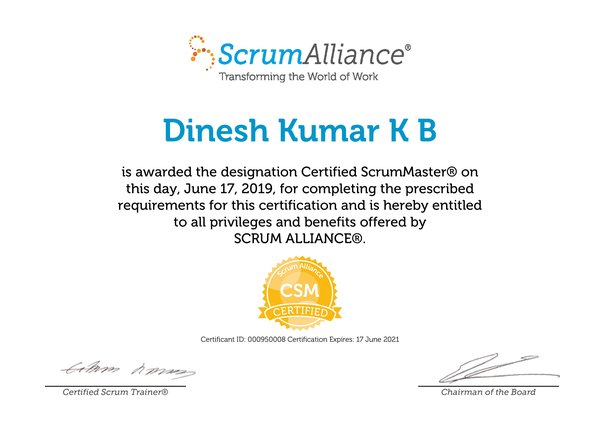 ScrumAlliance®
Transforming the World of Work
Dinesh Kumar K B
is awarded the designation Certified ScrumMaster® on
this day, June 17, 2019, for completing the prescribed
requirements for this certification and is hereby entitled
to all privileges and benefits offered by
SCRUM ALLIANCE®.
Scrum Alliance
CSM
CERTIFIED
Certificant ID: 000950008 Certification Expires: 17 June 2021
Certified Scrum Trainer®
Chairman of the Board